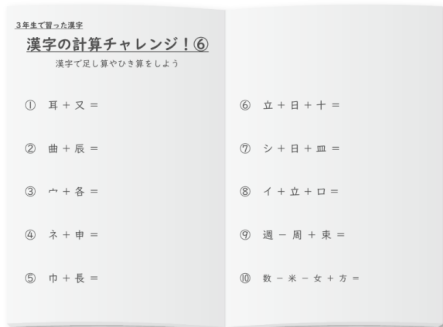 ３年生で習った漢字
漢字の計算チャレンジ！⑥
漢字で足し算やひき算をしよう
① 耳 + 又 =
② 曲 + 辰 =
③ 宀 + 各 =
④ ネ + 申 =
⑤ 巾 + 長 =
⑥ 立 + 日 + 十 =
⑦ シ + 日 + 皿 =
⑧ イ + 立 + 口 =
⑨ 週 − 周 + 束 =
⑩ 数 − 米 − 女 + 方 =